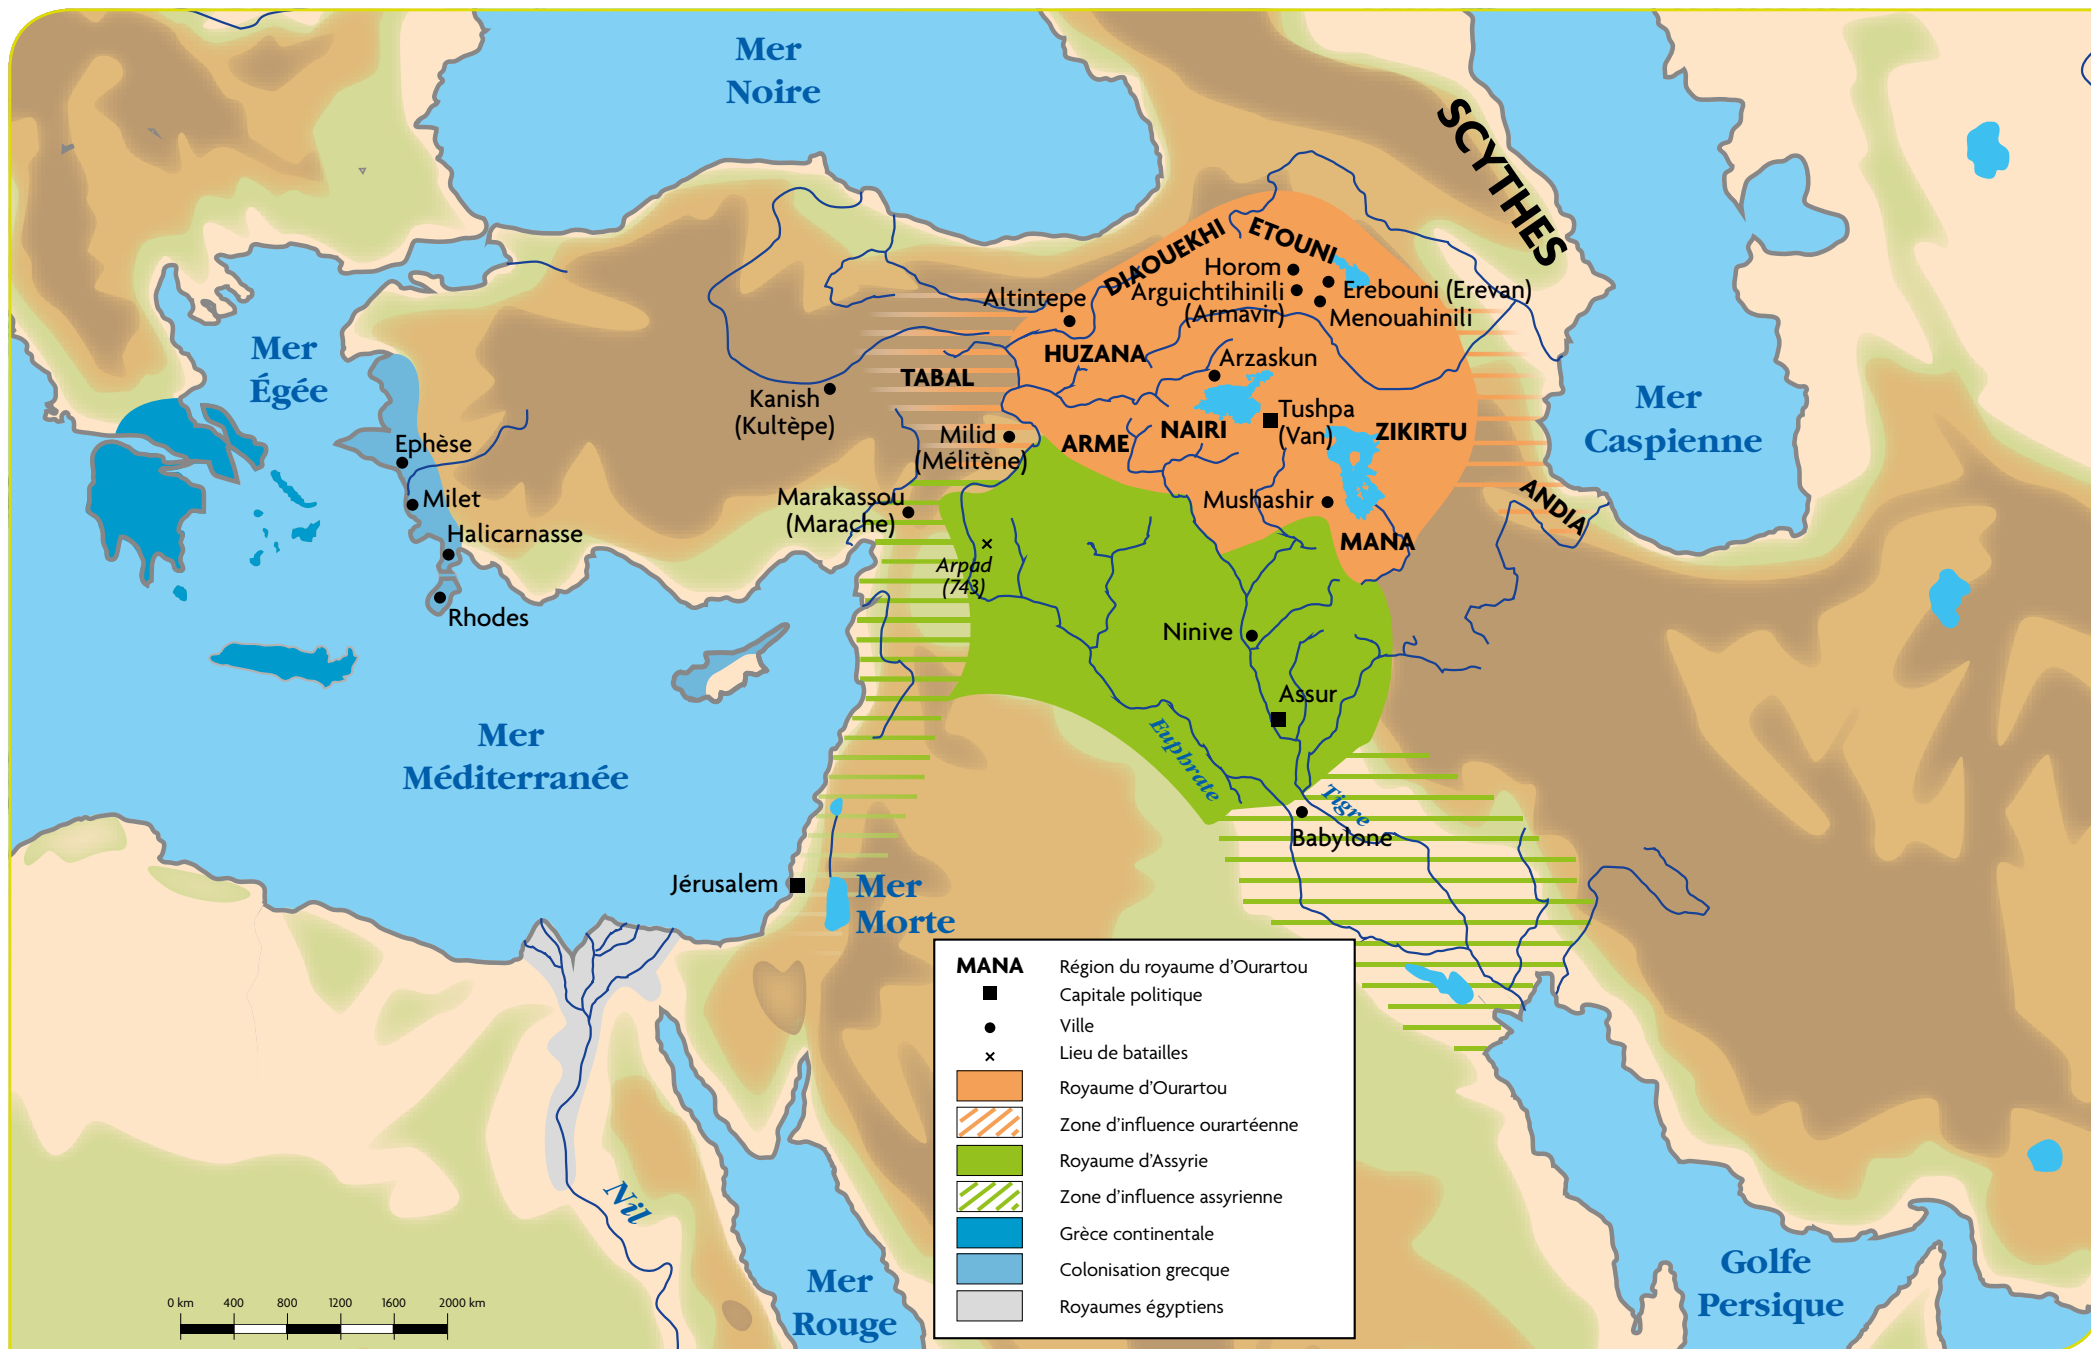 Mer
Noire
SCYTHES
DIAOUEKHI
ETOUNI
Horom
Arguichtihinili
(Armavir)
Erebouni (Erevan)
Menouahinili
Altintepe
HUZANA
Arzaskun
TABAL
Kanish
(Kultèpe)
Mer
Égée
Mer
Caspienne
Tushpa
(Van)
ZIKIRTU
NAIRI
ARME
Milid
(Mélitène)
Ephèse
Milet
Halicarnasse
Rhodes
Marakassou
(Marache)
Mushashir
ANDIA
MANA
Arpad
(743)
Ninive
Assur
Mer
Méditerranée
Euphrate
Tigre
Babylone
Jérusalem
Mer
Morte
Nil
Mer
Rouge
Golfe
Persique
MANA Région du royaume d'Ourartou
Capitale politique
Ville
Lieu de batailles
Royaume d'Ourartou
Zone d'influence ourartéenne
Royaume d'Assyrie
Zone d'influence assyrienne
Grèce continentale
Colonisation grecque
Royaumes égyptiens
0 km 400 800 1200 1600 2000 km